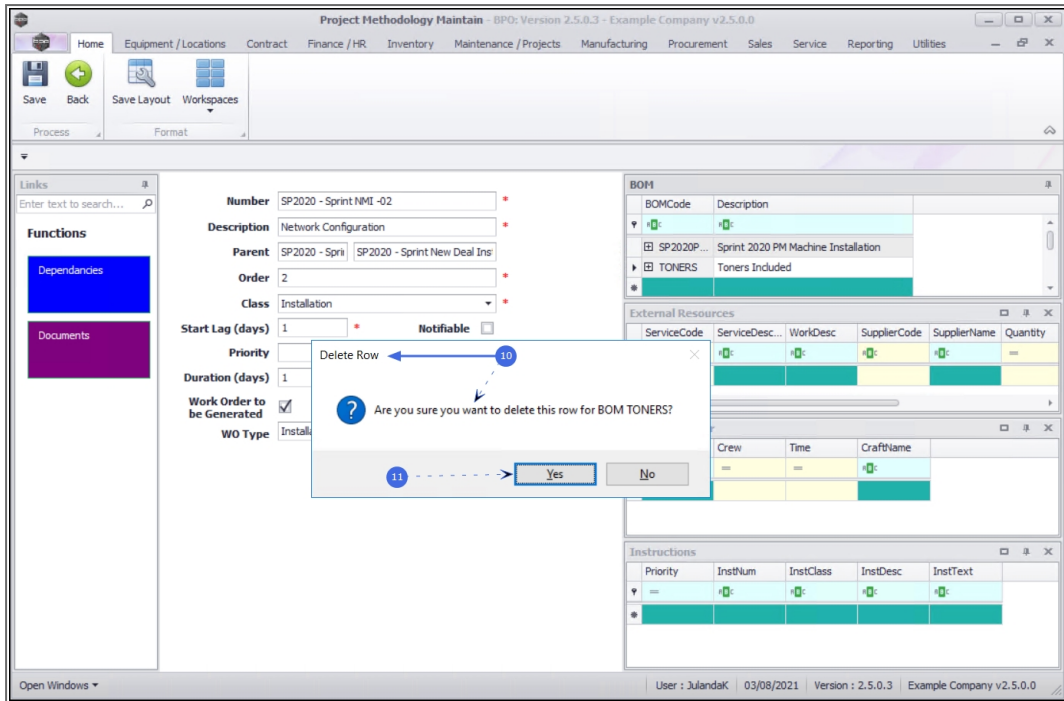 Project Methodology Maintain - BPO: Version 2.5.0.3 - Example Company v2.5.0.0
Home Equipment / Locations Contract Finance / HR Inventory Maintenance / Projects Manufacturing Procurement Sales Service Reporting Utilities
Save Back Save Layout Workspaces
Process Format
Links
Enter text to search...
Functions
Dependancies
Documents
Number SP2020 - Sprint NMI -02 *
Description Network Configuration *
Parent SP2020 - Spri SP2020 - Sprint New Deal Ins
Order 2 *
Class Installation *
Start Lag (days) 1 * Notifiable
Priority
Duration (days) 1
Work Order to
be Generated
WO Type Install
Delete Row 10
Are you sure you want to delete this row for BOM TONERS?
11 Yes No
BOM
BOMCode Description
SP2020P... Sprint 2020 PM Machine Installation
TONERS Toners Included
External Resources
ServiceCode ServiceDesc... WorkDesc SupplierCode SupplierName Quantity
Crew Time CraftName
Instructions
Priority InstNum InstClass InstDesc InstText
Open Windows User : JulandaK 03/08/2021 Version : 2.5.0.3 Example Company v2.5.0.0